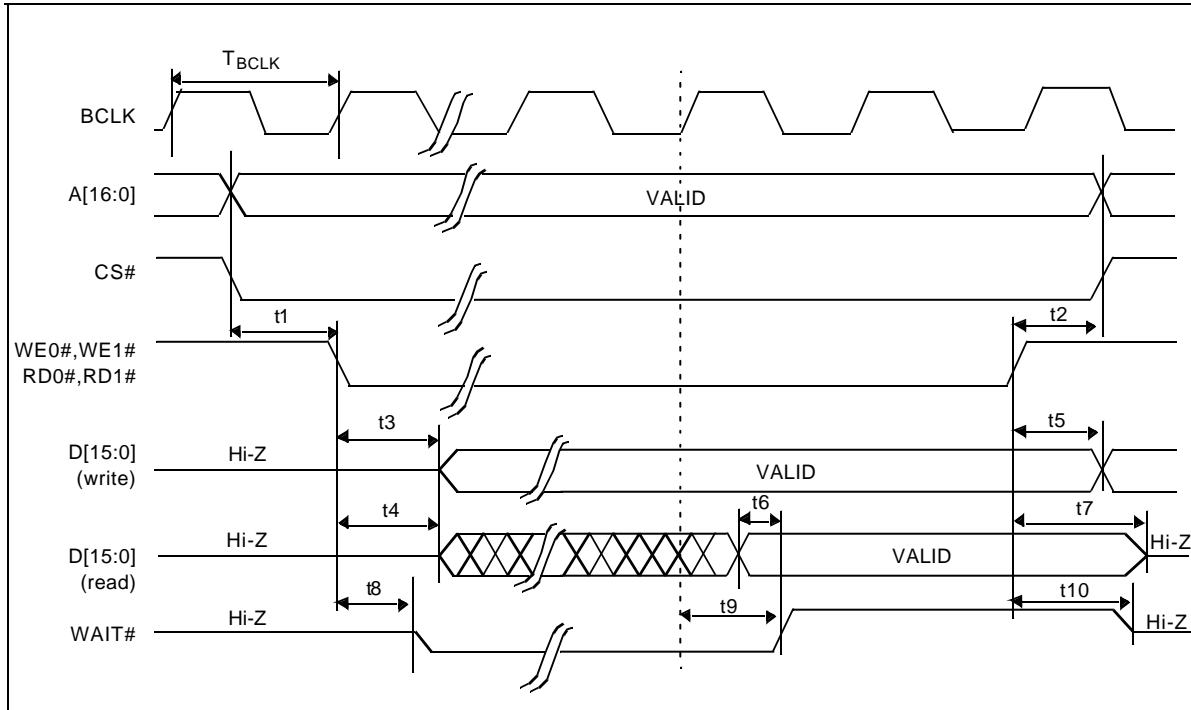 TBCLK
BCLK
A[16:0]
VALID
CS#
t1
t2
WE0#,WE1#
RD0#,RD1#
t3
t5
D[15:0]
(write)
Hi-Z
VALID
t4
t6
t7
D[15:0]
(read)
Hi-Z
VALID
Hi-Z
t8
t9
t10
WAIT#
Hi-Z
Hi-Z